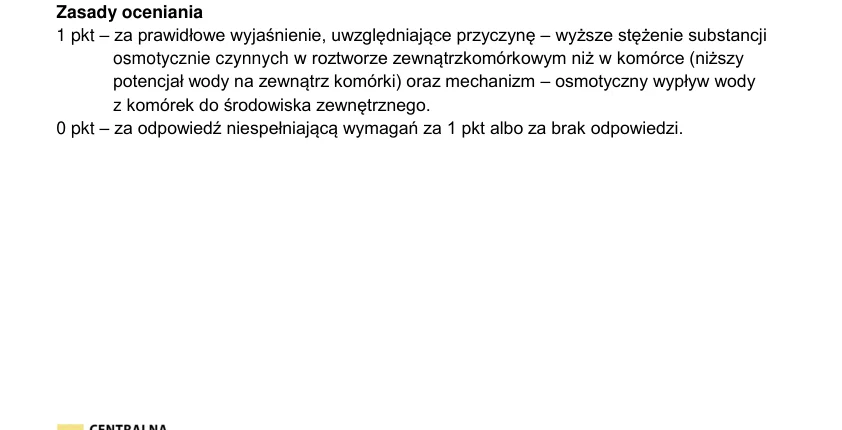 Zasady oceniania
1 pkt – za prawidłowe wyjaśnienie, uwzględniające przyczynę – wyższe stężenie substancji
osmotycznie czynnych w roztworze zewnątrzkomórkowym niż w komórce (niższy
potencjał wody na zewnątrz komórki) oraz mechanizm – osmotyczny wypływ wody
z komórek do środowiska zewnętrznego.
0 pkt – za odpowiedź niespełniającą wymagań za 1 pkt albo za brak odpowiedzi.
CENTRALNA